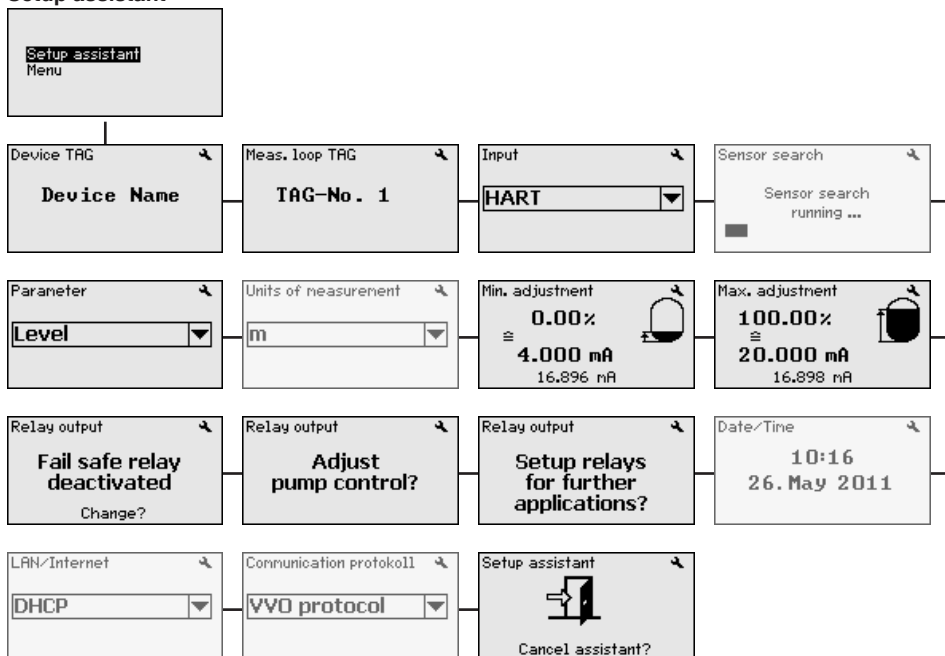 Setup assistant
Setup assistant
Menu
Device TAG
Device Name
Meas. loop TAG
TAG-No. 1
Input
HART
Sensor search
Sensor search
running ...
Parameter
Level
Units of measurement
m
Min. adjustment
0.00%
≙
4.000 mA
16.896 mA
Max. adjustment
100.00%
≙
20.000 mA
16.898 mA
Relay output
Fail safe relay
deactivated
Change?
Relay output
Adjust
pump control?
Relay output
Setup relays
for further
applications?
Date/Time
10:16
26. May 2011
LAN/Internet
DHCP
Communication protokoll
VVO protocol
Setup assistant
Cancel assistant?